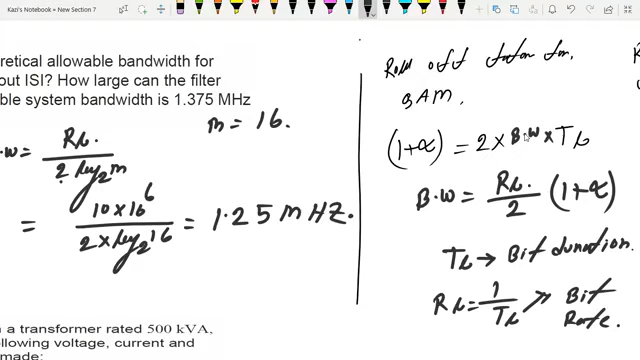 Kazi's Notebook » New Section 7
oretical allowable bandwidth for
out ISI? How large can the filter
ble system bandwidth is 1.375 MHz
m = 16.
.w = Rb / 2 log2 m
= 10×10^6 / 2×log2 16 = 1.25 MHZ.
n a transformer rated 500 kVA,
ollowing voltage, current and
made:
Roll off for
QAM,
(1+α) = 2 × B.W × Tb
B.W = Rb/2 (1+α)
Tb → Bit duration.
Rb = 1/Tb → Bit
Rate.